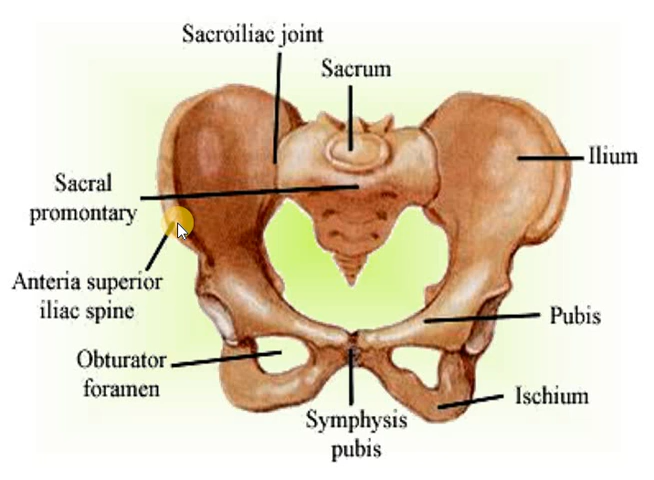 Sacroiliac joint
Sacrum
Ilium
Sacral
promontary
Anteria superior
iliac spine
Pubis
Obturator
foramen
Ischium
Symphysis
pubis